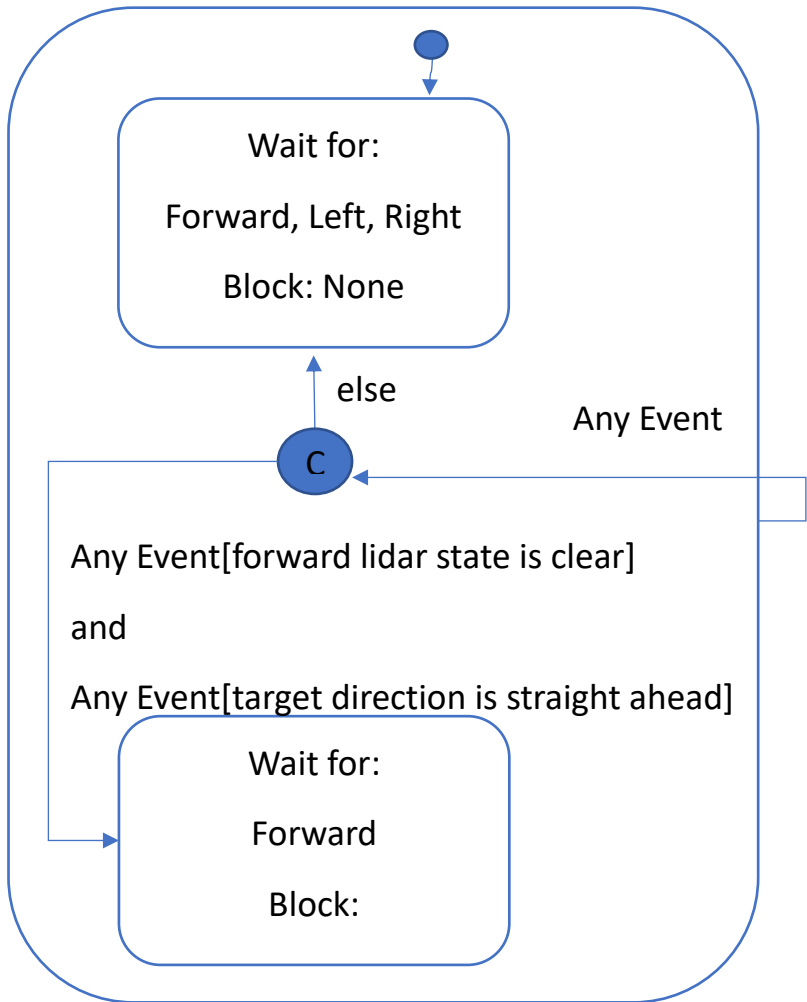 Wait for:
Forward, Left, Right
Block: None
else
Any Event
C
Any Event[forward lidar state is clear]
and
Any Event[target direction is straight ahead]
Wait for:
Forward
Block: